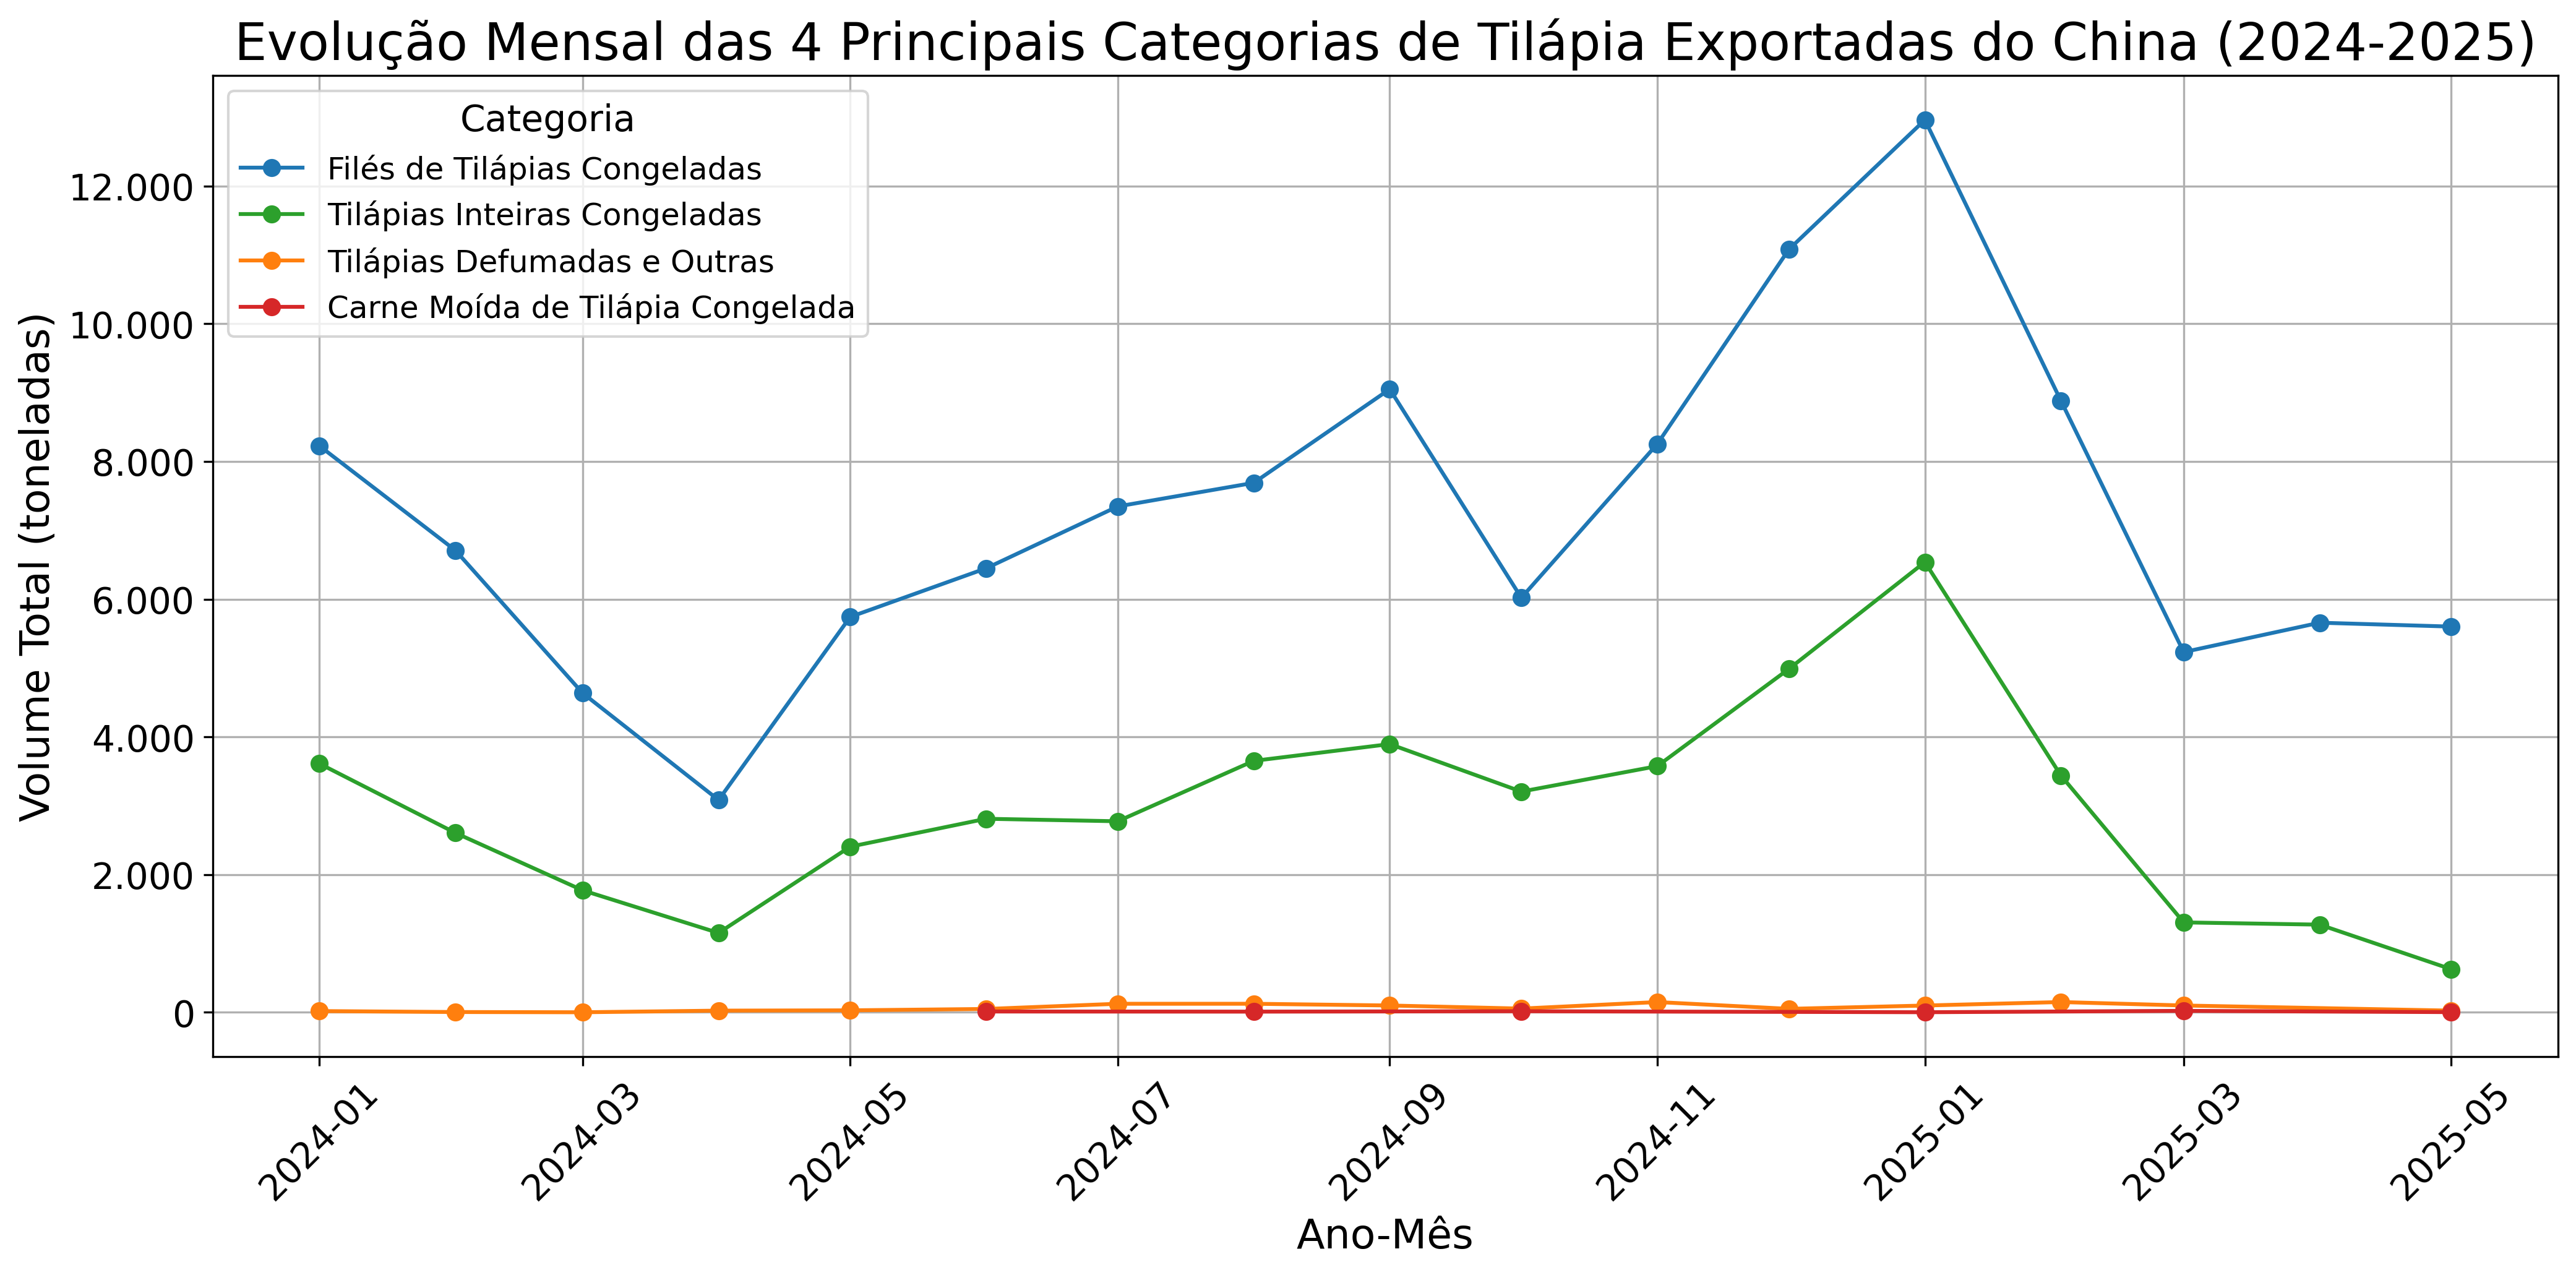 Evolução Mensal das 4 Principais Categorias de Tilápia Exportadas do China (2024-2025)
Categoria
Filés de Tilápias Congeladas
Tilápias Inteiras Congeladas
Tilápias Defumadas e Outras
Carne Moída de Tilápia Congelada
Volume Total (toneladas)
12.000
10.000
8.000
6.000
4.000
2.000
0
2024-01
2024-03
2024-05
2024-07
2024-09
2024-11
2025-01
2025-03
2025-05
Ano-Mês